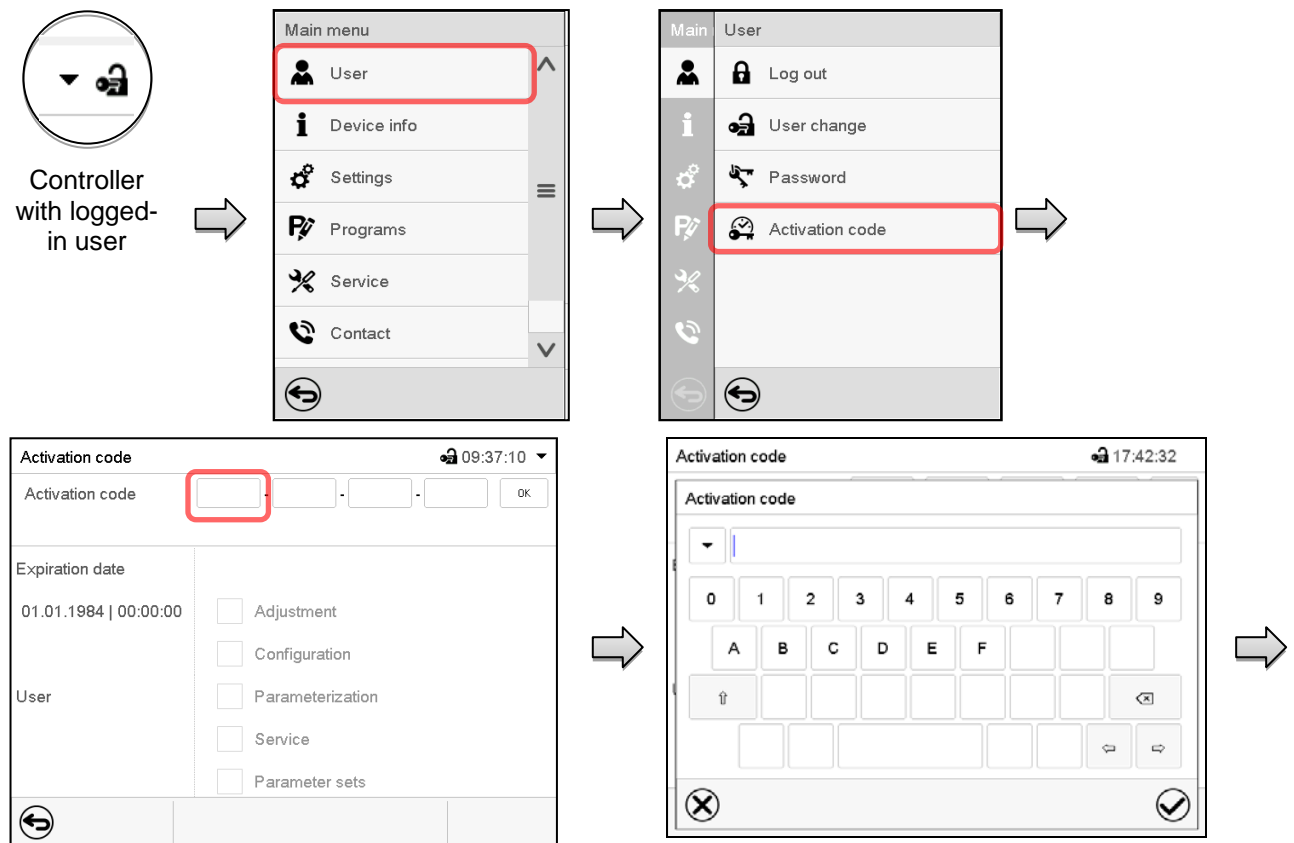 Controller
with logged-
in user
Main menu
User
Device info
Settings
Programs
Service
Contact
Main
User
Log out
User change
Password
Activation code
Activation code 09:37:10
Activation code - - - OK
Expiration date
01.01.1984 | 00:00:00
Adjustment
Configuration
User
Parameterization
Service
Parameter sets
Activation code 17:42:32
Activation code
0 1 2 3 4 5 6 7 8 9
A B C D E F